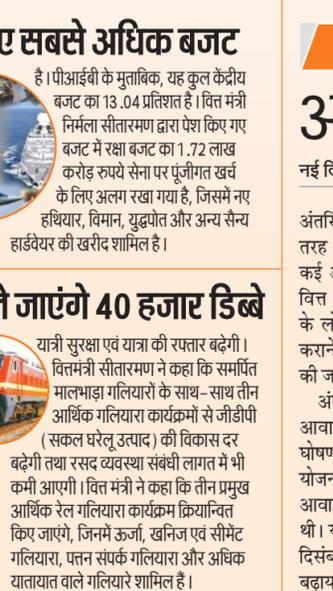 ए सबसे अधिक बजट
है। पीआईबी के मुताबिक, यह कुल केंद्रीय
बजट का 13.04 प्रतिशत है। वित्त मंत्री
निर्मला सीतारमण द्वारा पेश किए गए
बजट में रक्षा बजट का 1.72 लाख
करोड़ रुपये सेना पर पूंजीगत खर्च
के लिए अलग रखा गया है, जिसमें नए
हथियार, विमान, युद्धपोत और अन्य सैन्य
हार्डवेयर की खरीद शामिल है।
जाएंगे 40 हजार डिब्बे
यात्री सुरक्षा एवं यात्रा की रफ्तार बढ़ेगी।
वित्तमंत्री सीतारमण ने कहा कि समर्पित
मालभाड़ा गलियारों के साथ-साथ तीन
आर्थिक गलियारा कार्यक्रमों से जीडीपी
(सकल घरेलू उत्पाद) की विकास दर
बढ़ेगी तथा रसद व्यवस्था संबंधी लागत में भी
कमी आएगी। वित्त मंत्री ने कहा कि तीन प्रमुख
आर्थिक रेल गलियारा कार्यक्रम क्रियान्वित
किए जाएंगे, जिनमें ऊर्जा, खनिज एवं सीमेंट
गलियारा, पत्तन संपर्क गलियारा और अधिक
यातायात वाले गलियारे शामिल हैं।
नई
तरह
कई
वित्त
के
कराने
की
आवा
घोषण
योजन
आवा
थी।
दिसंब
बढ़ाय